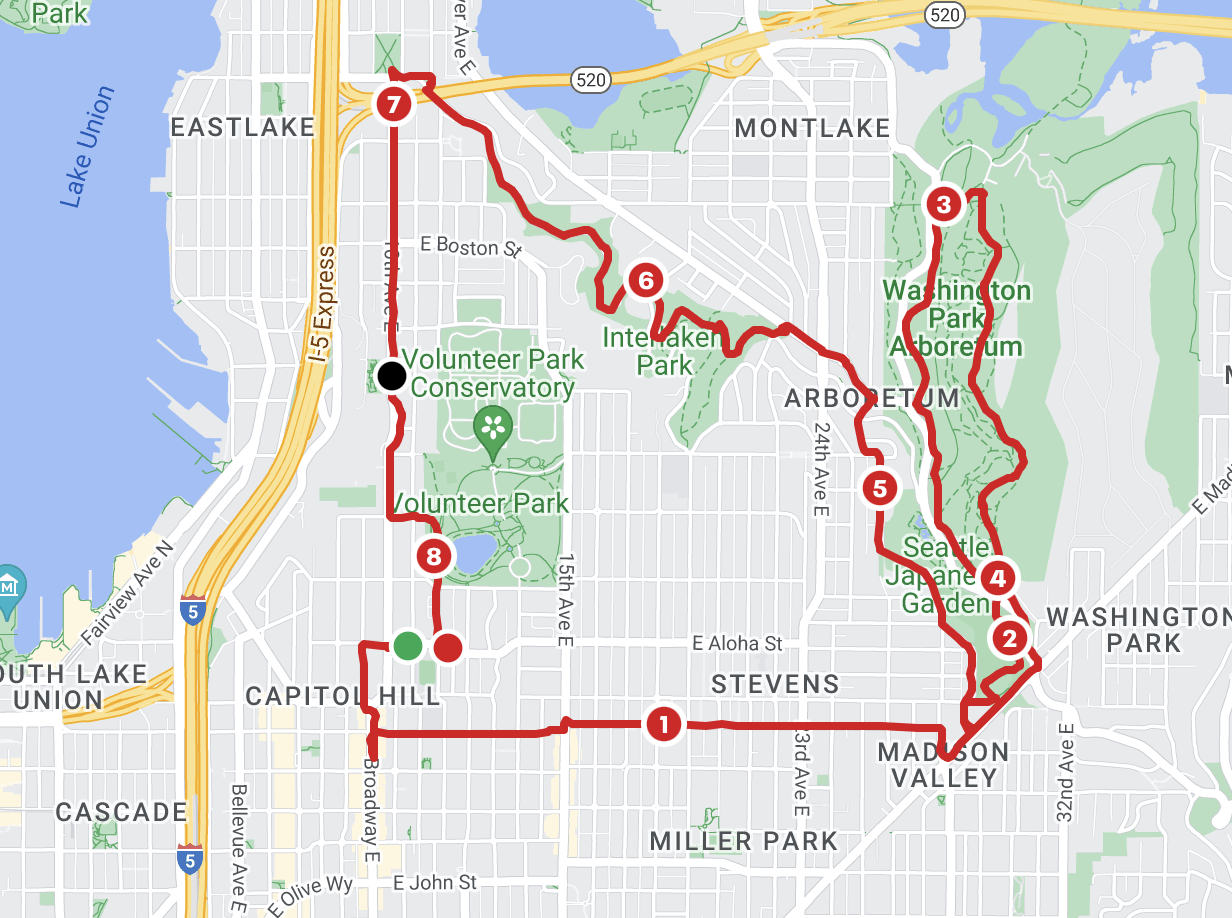 Park
ver Ave E
520
520
7
EASTLAKE
MONTLAKE
Lake Union
3
E Boston St
10th Ave E
6
I-5 Express
Washington
Park
Arboretum
Interlaken
Park
Volunteer Park
Conservatory
ARBORETUM
24th Ave E
5
E Mad
Volunteer Park
8
Seattle
Japane
Garden
4
Fairview Ave N
M
5
15th Ave E
E Aloha St
2
WASHINGTON
PARK
OUTH LAKE
UNION
CAPITOL HILL
STEVENS
1
MADISON
VALLEY
23rd Ave E
32nd Ave E
Broadway E
Bellevue Ave E
CASCADE
MILLER PARK
5
E Olive Wy
E John St